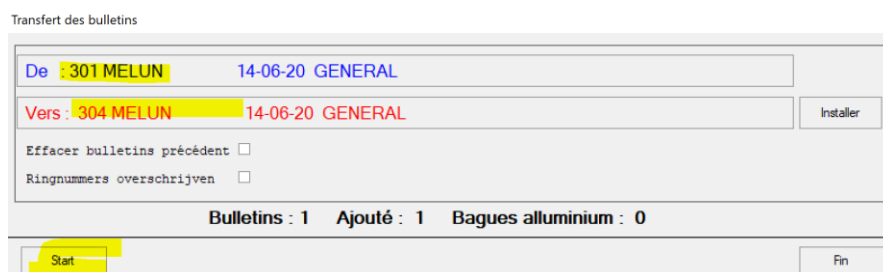 Transfert des bulletins
De : 301 MELUN 14-06-20 GENERAL
Vers : 304 MELUN 14-06-20 GENERAL
Installer
Effacer bulletins précédent
Ringnummers overschrijven
Bulletins : 1 Ajouté : 1 Bagues alluminium : 0
Start
Fin